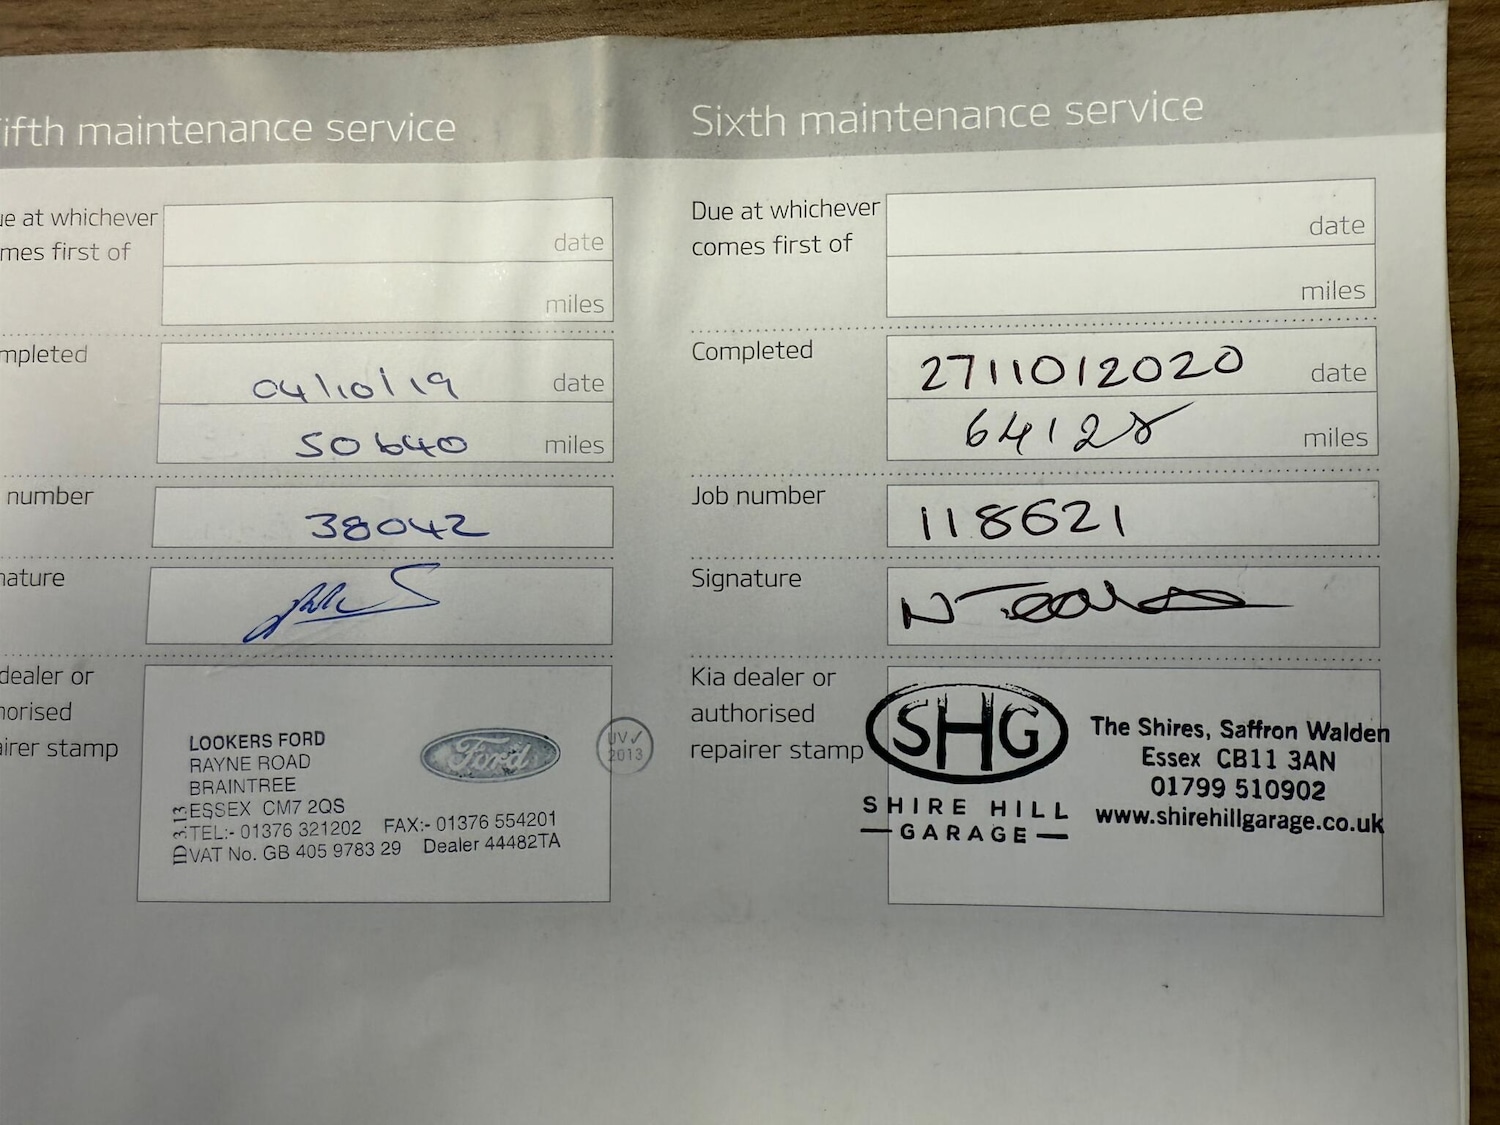 ifth maintenance service
ue at whichever
mes first of
date
miles
mpleted
04/10/19 date
50640 miles
number
38042
nature
dealer or
horised
airer stamp
LOOKERS FORD
RAYNE ROAD
BRAINTREE
ESSEX CM7 2QS
TEL:- 01376 321202 FAX:- 01376 554201
VAT No. GB 405 9783 29 Dealer 44482TA
Ford
UV✓
2013
Sixth maintenance service
Due at whichever
comes first of
date
miles
Completed
27/10/2020 date
64128 miles
Job number
118621
Signature
Kia dealer or
authorised
repairer stamp
SHG
SHIRE HILL
GARAGE
The Shires, Saffron Walden
Essex CB11 3AN
01799 510902
www.shirehillgarage.co.uk